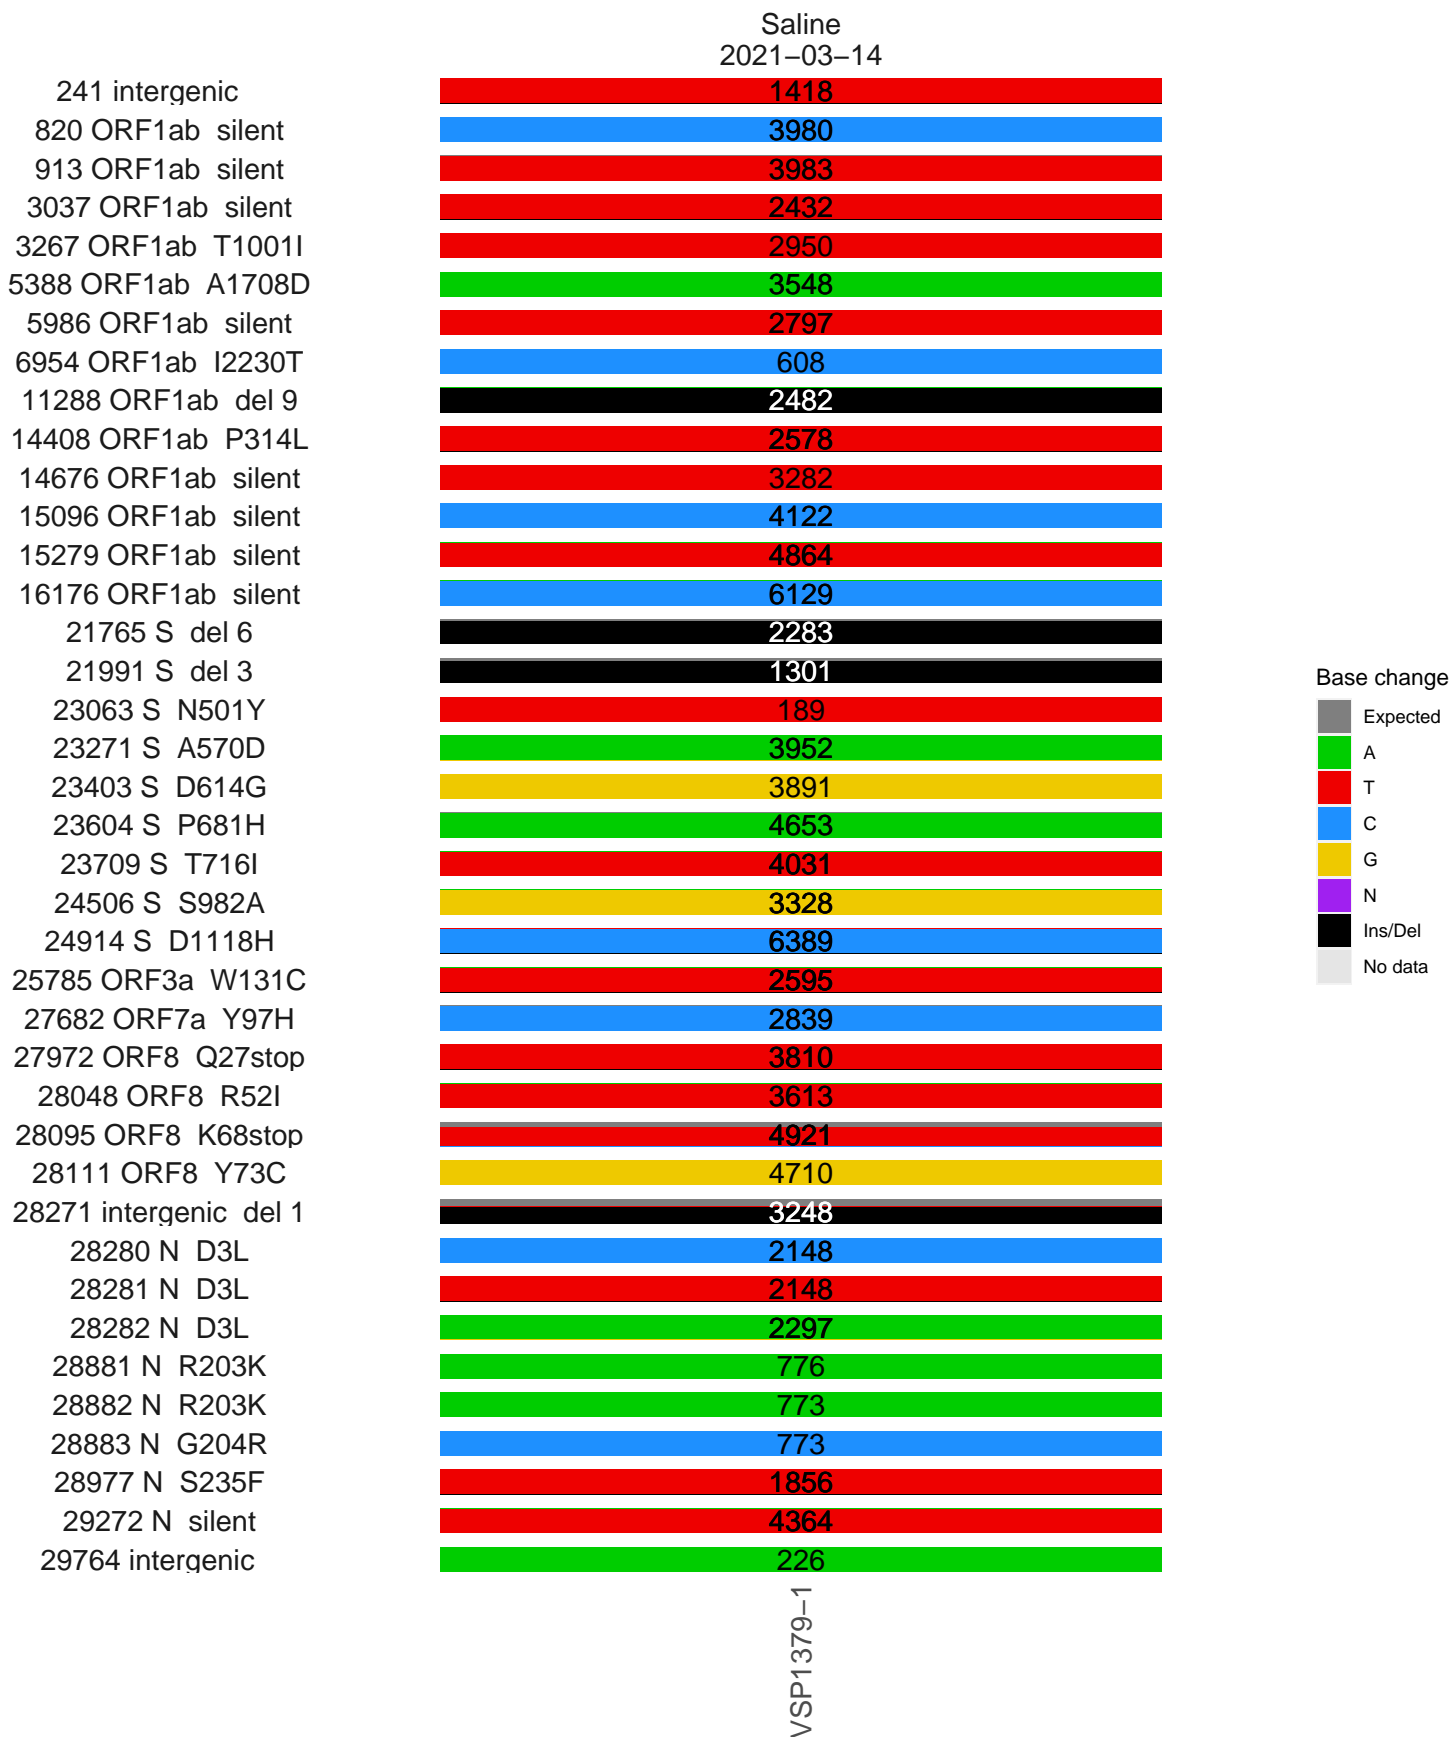 Saline
2021−03−14
241 intergenic 1418
820 ORF1ab silent 3980
913 ORF1ab silent 3983
3037 ORF1ab silent 2432
3267 ORF1ab T1001I 2950
5388 ORF1ab A1708D 3548
5986 ORF1ab silent 2797
6954 ORF1ab I2230T 608
11288 ORF1ab del 9 2482
14408 ORF1ab P314L 2578
14676 ORF1ab silent 3282
15096 ORF1ab silent 4122
15279 ORF1ab silent 4864
16176 ORF1ab silent 6129
21765 S del 6 2283
21991 S del 3 1301
23063 S N501Y 189
23271 S A570D 3952
23403 S D614G 3891
23604 S P681H 4653
23709 S T716I 4031
24506 S S982A 3328
24914 S D1118H 6389
25785 ORF3a W131C 2595
27682 ORF7a Y97H 2839
27972 ORF8 Q27stop 3810
28048 ORF8 R52I 3613
28095 ORF8 K68stop 4921
28111 ORF8 Y73C 4710
28271 intergenic del 1 3248
28280 N D3L 2148
28281 N D3L 2148
28282 N D3L 2297
28881 N R203K 776
28882 N R203K 773
28883 N G204R 773
28977 N S235F 1856
29272 N silent 4364
29764 intergenic 226
VSP1379−1
Base change
Expected
A
T
C
G
N
Ins/Del
No data